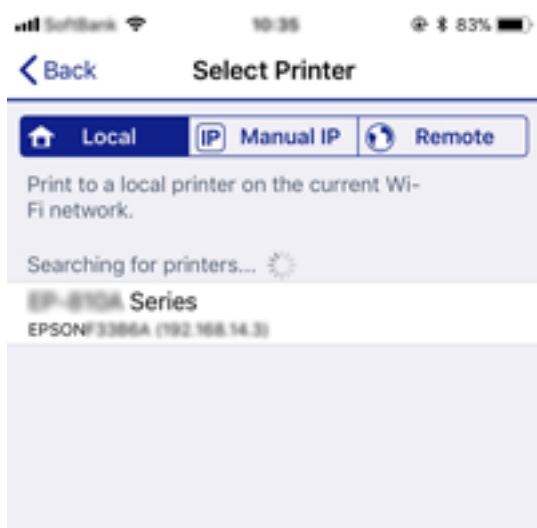 SoftBank 10:35 83%
Back Select Printer
Local IP Manual IP Remote
Print to a local printer on the current Wi-
Fi network.
Searching for printers...
Series
EPSON